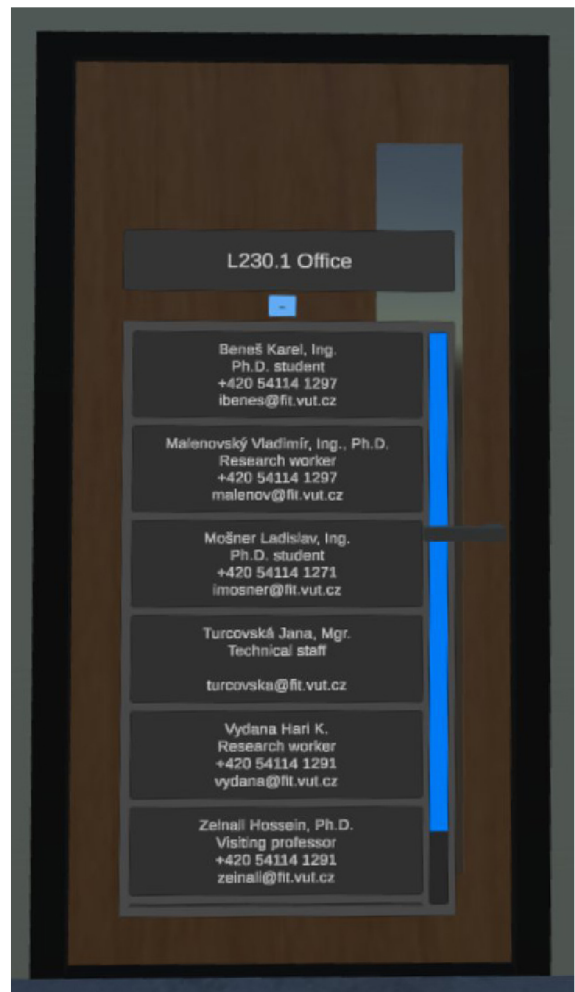 L230.1 Office
-
Beneš Karel, Ing.
Ph.D. student
+420 54114 1297
ibenes@fit.vut.cz
Malenovský Vladimír, Ing., Ph.D.
Research worker
+420 54114 1297
malenov@fit.vut.cz
Mošner Ladislav, Ing.
Ph.D. student
+420 54114 1271
imosner@fit.vut.cz
Turcovská Jana, Mgr.
Technical staff
turcovska@fit.vut.cz
Vydana Hari K.
Research worker
+420 54114 1291
vydana@fit.vut.cz
Zeinali Hossein, Ph.D.
Visiting professor
+420 54114 1291
zeinali@fit.vut.cz